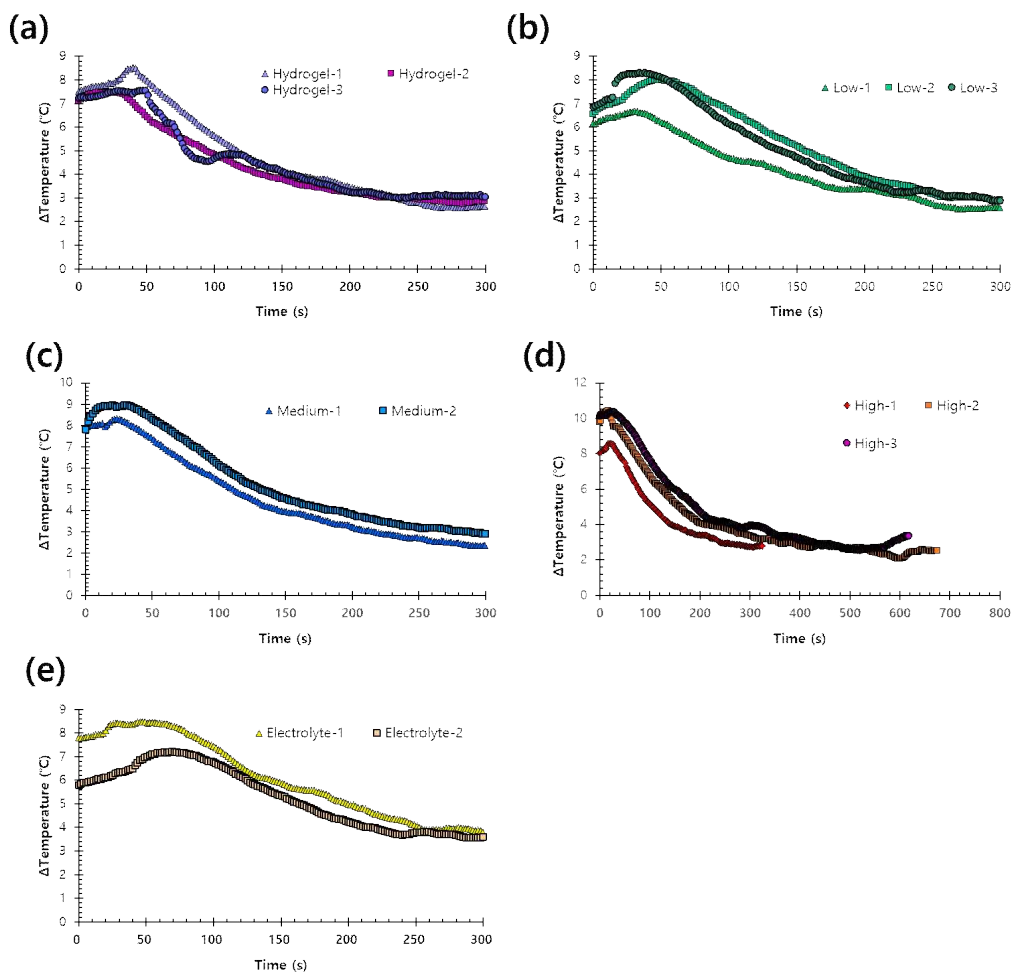 (a)
9
8
7
6
5
4
3
2
1
0
ΔTemperature (℃)
Hydrogel-1 Hydrogel-2
Hydrogel-3
0 50 100 150 200 250 300
Time (s)
(b)
9
8
7
6
5
4
3
2
1
0
ΔTemperature (℃)
Low-1 Low-2 Low-3
0 50 100 150 200 250 300
Time (s)
(c)
10
9
8
7
6
5
4
3
2
1
0
ΔTemperature (℃)
Medium-1 Medium-2
0 50 100 150 200 250 300
Time (s)
(d)
12
10
8
6
4
2
0
ΔTemperature (℃)
High-1 High-2
High-3
0 100 200 300 400 500 600 700 800
Time (s)
(e)
9
8
7
6
5
4
3
2
1
0
ΔTemperature (℃)
Electrolyte-1 Electrolyte-2
0 50 100 150 200 250 300
Time (s)